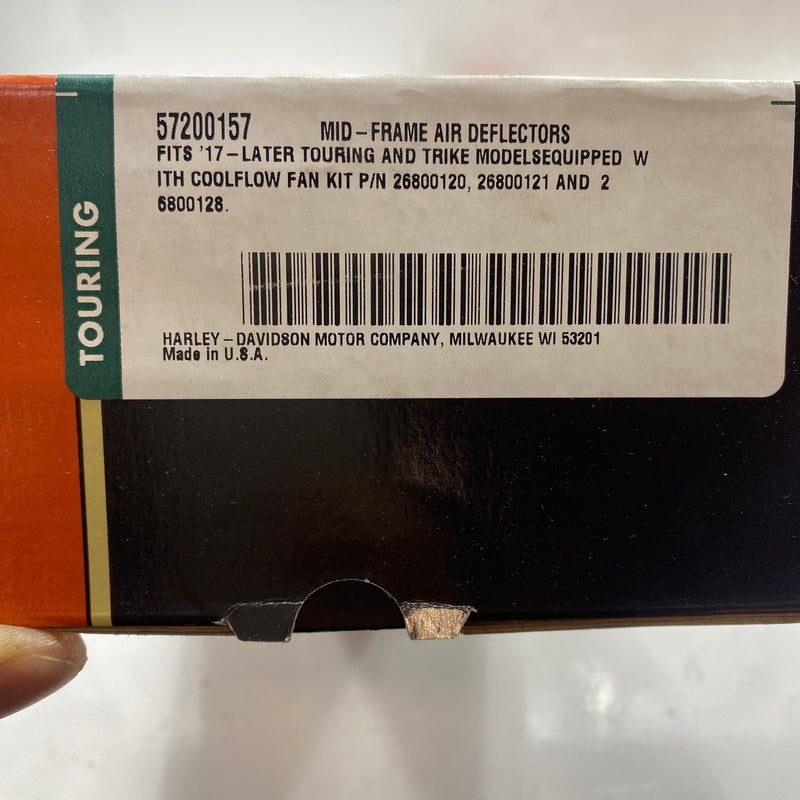 57200157 MID-FRAME AIR DEFLECTORS
FITS '17-LATER TOURING AND TRIKE MODELSEQUIPPED W
ITH COOLFLOW FAN KIT P/N 26800120, 26800121 AND 2
6800128.
HARLEY-DAVIDSON MOTOR COMPANY, MILWAUKEE WI 53201
Made in U.S.A.
TOURING